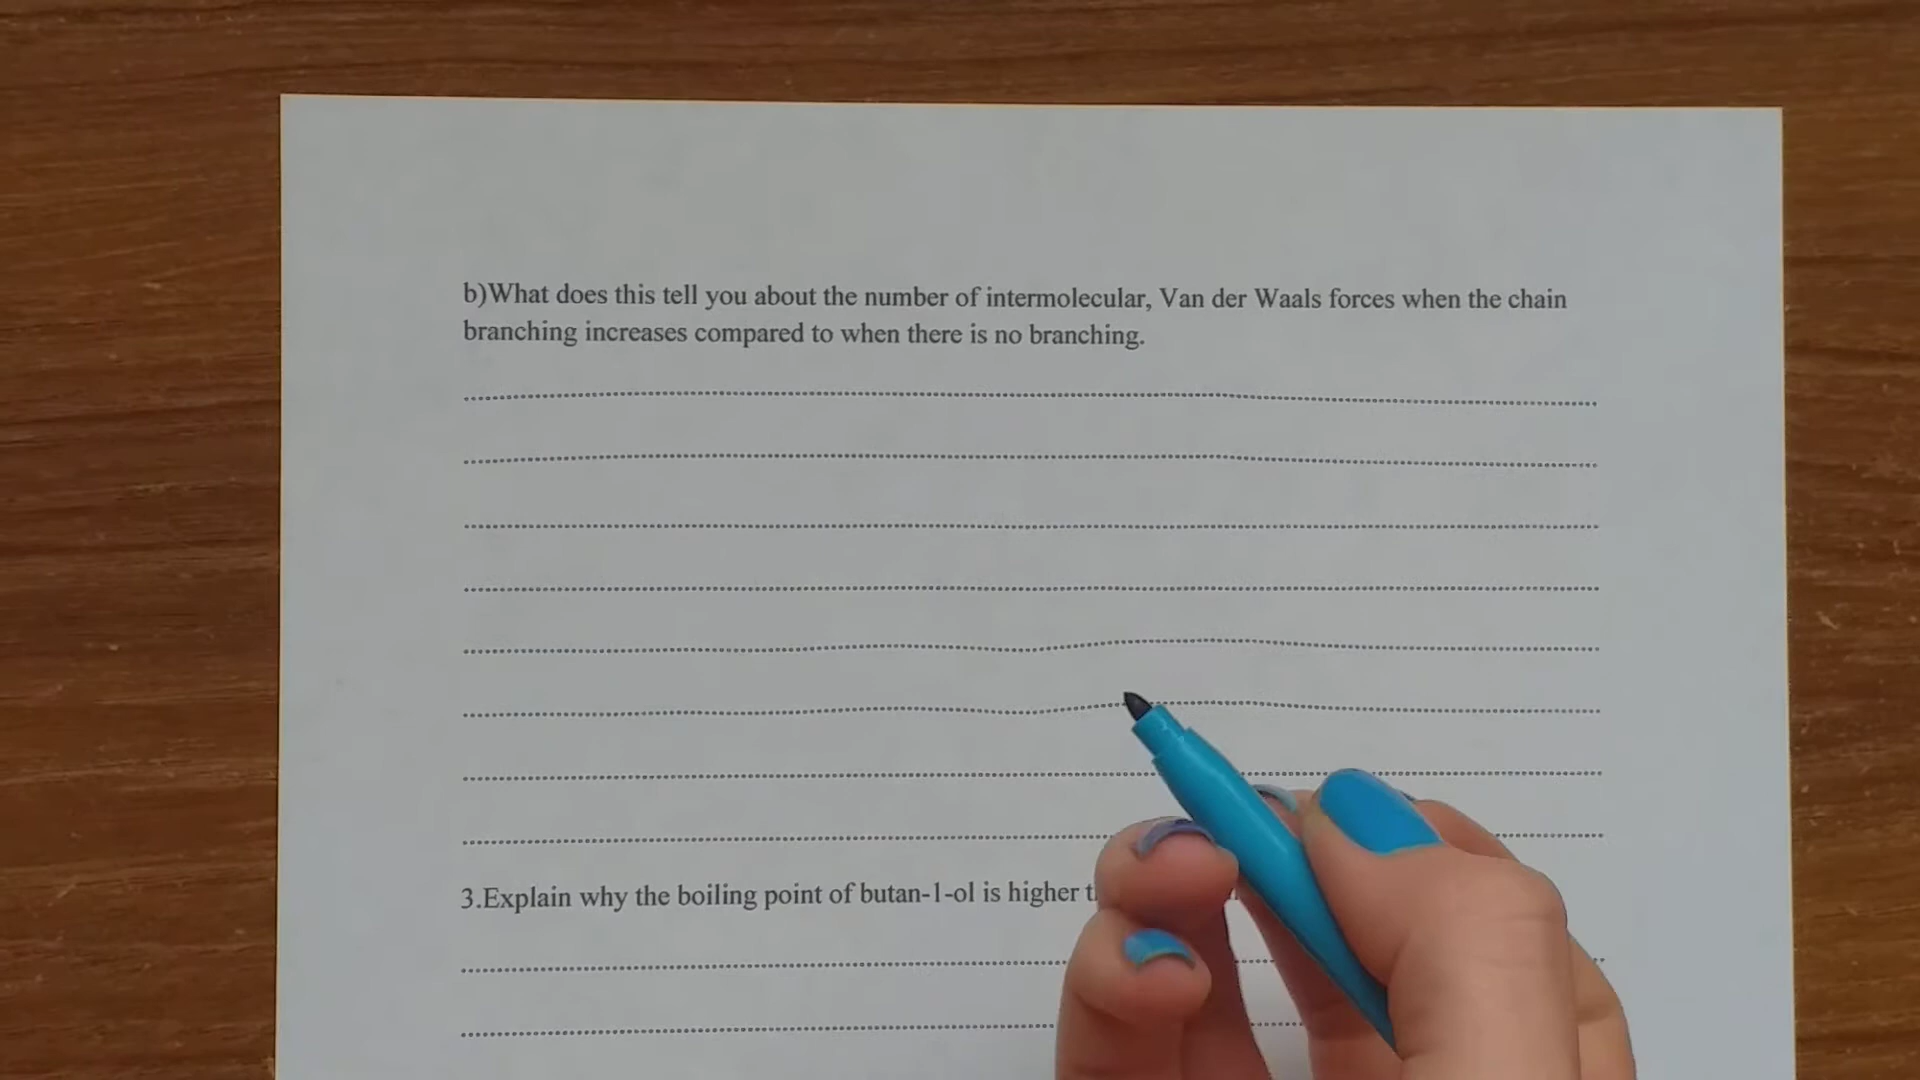 b)What does this tell you about the number of intermolecular, Van der Waals forces when the chain
branching increases compared to when there is no branching.
3.Explain why the boiling point of butan-1-ol is higher